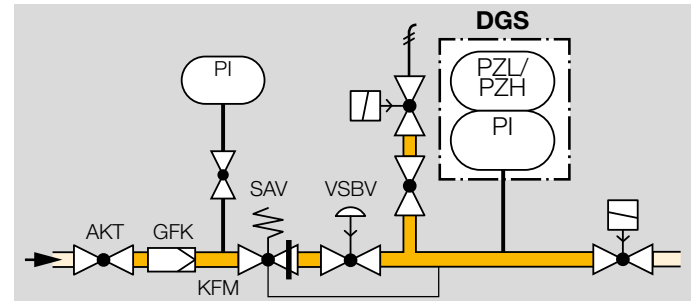 DGS
PI
PZL/
PZH
PI
SAV
VSBV
AKT
GFK
KFM